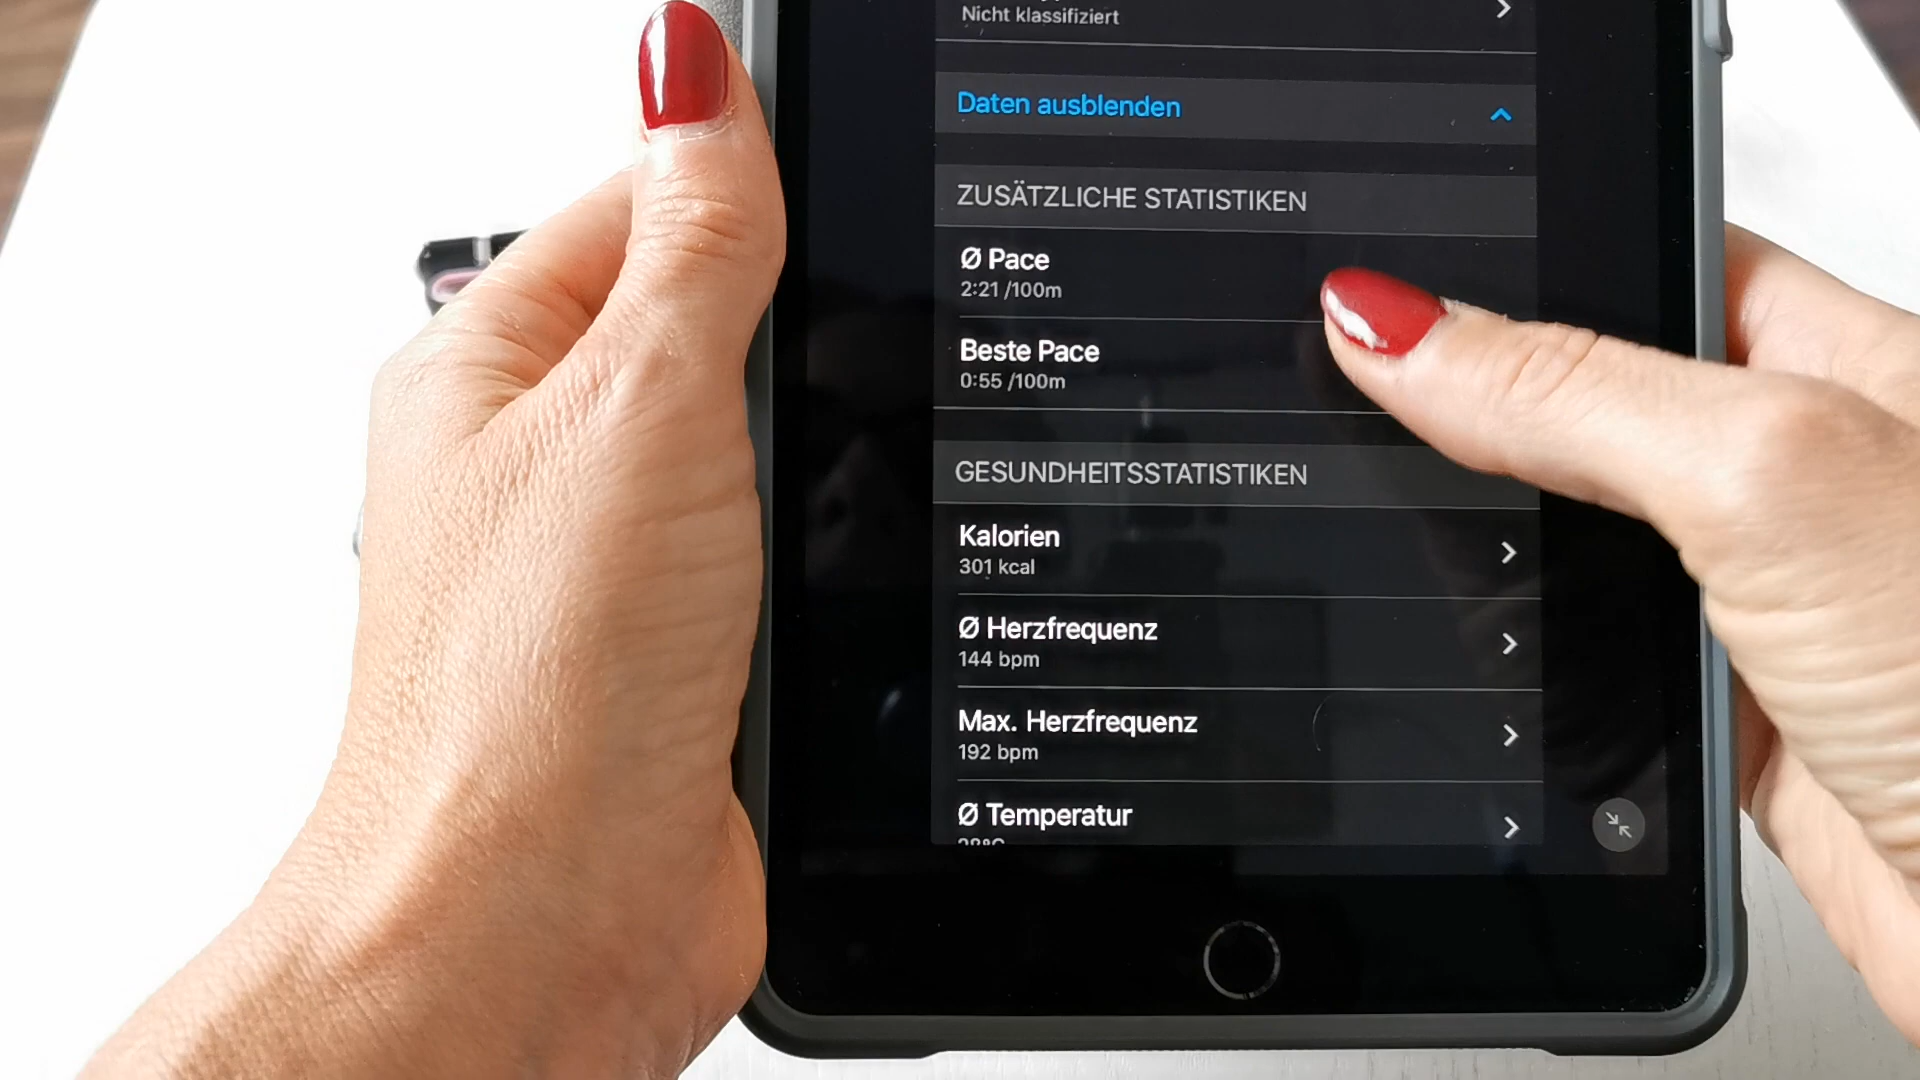 Nicht klassifiziert
Daten ausblenden
ZUSÄTZLICHE STATISTIKEN
Ø Pace
2:21 /100m
Beste Pace
0:55 /100m
GESUNDHEITSSTATISTIKEN
Kalorien
301 kcal
Ø Herzfrequenz
144 bpm
Max. Herzfrequenz
192 bpm
Ø Temperatur